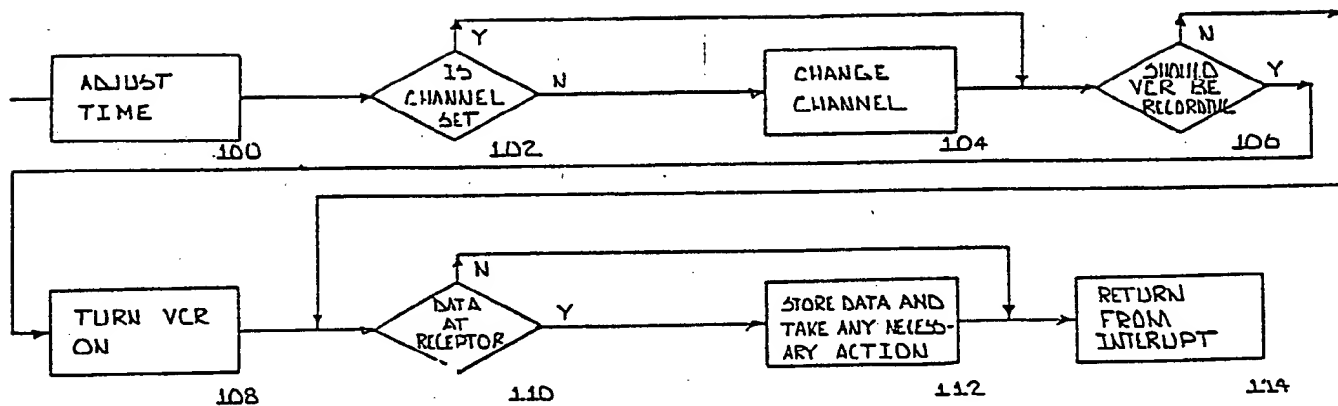 ADJUST
TIME
100
Y
IS
CHANNEL
SET
N
102
CHANGE
CHANNEL
104
N
SHOULD
VCR BE
RECORDING
Y
106
TURN VCR
ON
108
N
DATA
AT
RECEPTOR
Y
110
STORE DATA AND
TAKE ANY NECESS-
ARY ACTION
112
RETURN
FROM
INTERUPT
114